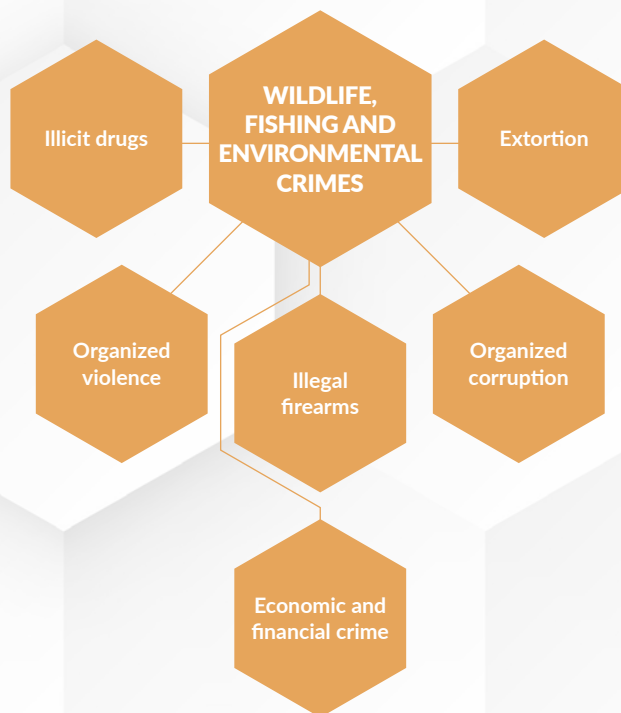 WILDLIFE,
FISHING AND
ENVIRONMENTAL
CRIMES
Illicit drugs
Extortion
Organized
violence
Illegal
firearms
Organized
corruption
Economic and
financial crime